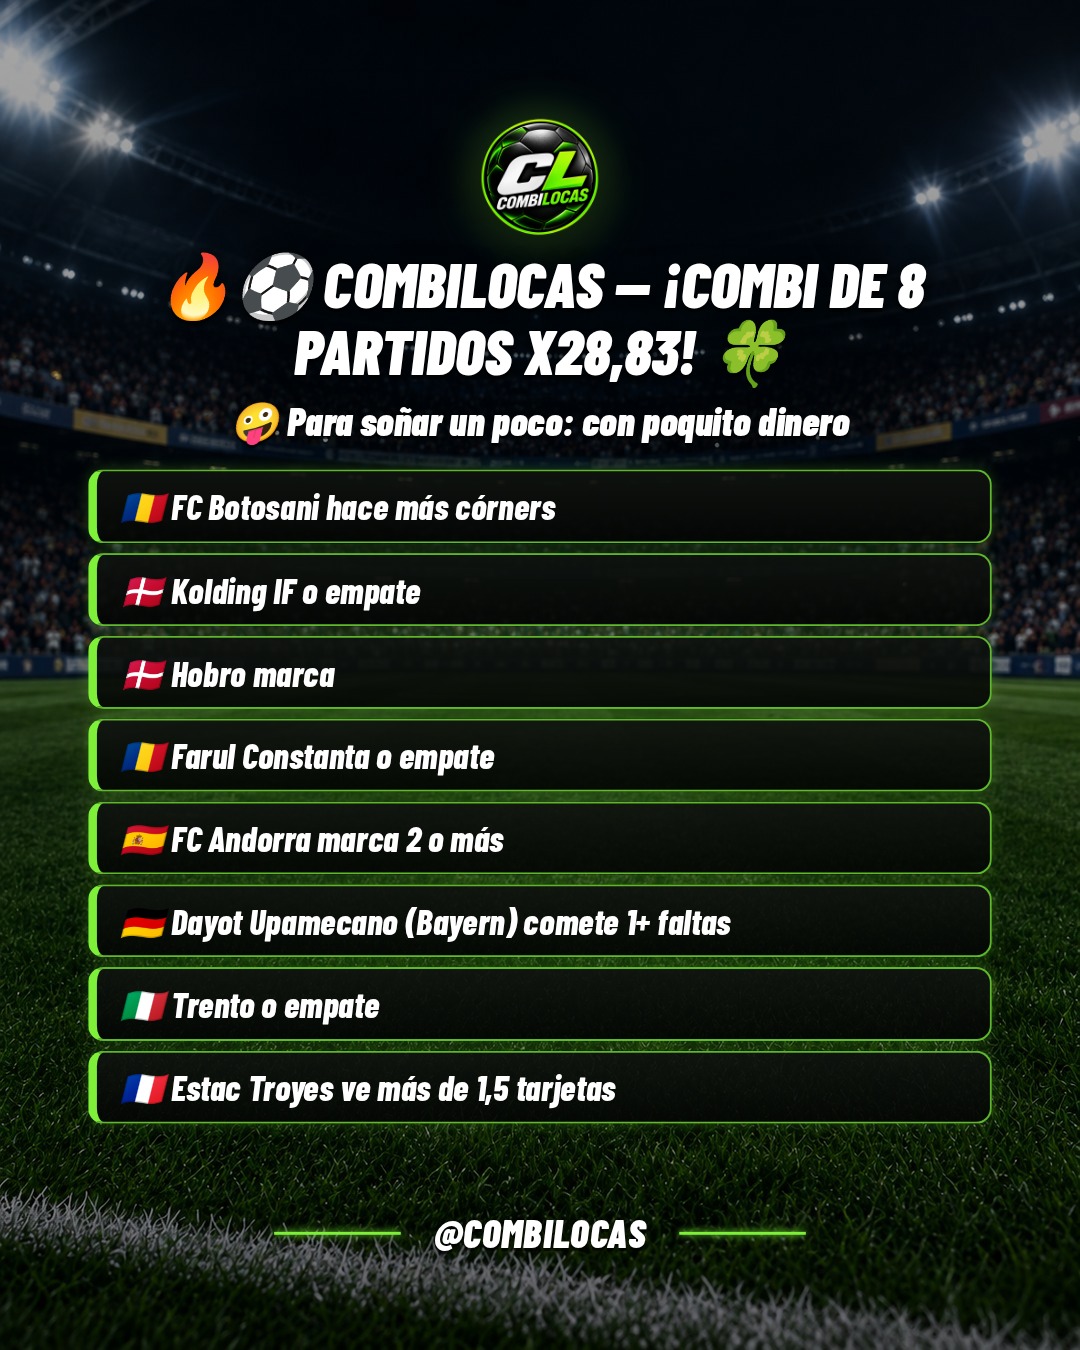 CL
COMBILOCAS
🔥⚽ COMBILOCAS – ¡COMBI DE 8
PARTIDOS X28,83! 🍀
🤪 Para soñar un poco: con poquito dinero
🇷🇴 FC Botosani hace más córners
🇩🇰 Kolding IF o empate
🇩🇰 Hobro marca
🇷🇴 Farul Constanta o empate
🇪🇸 FC Andorra marca 2 o más
🇩🇪 Dayot Upamecano (Bayern) comete 1+ faltas
🇮🇹 Trento o empate
🇫🇷 Estac Troyes ve más de 1,5 tarjetas
@COMBILOCAS